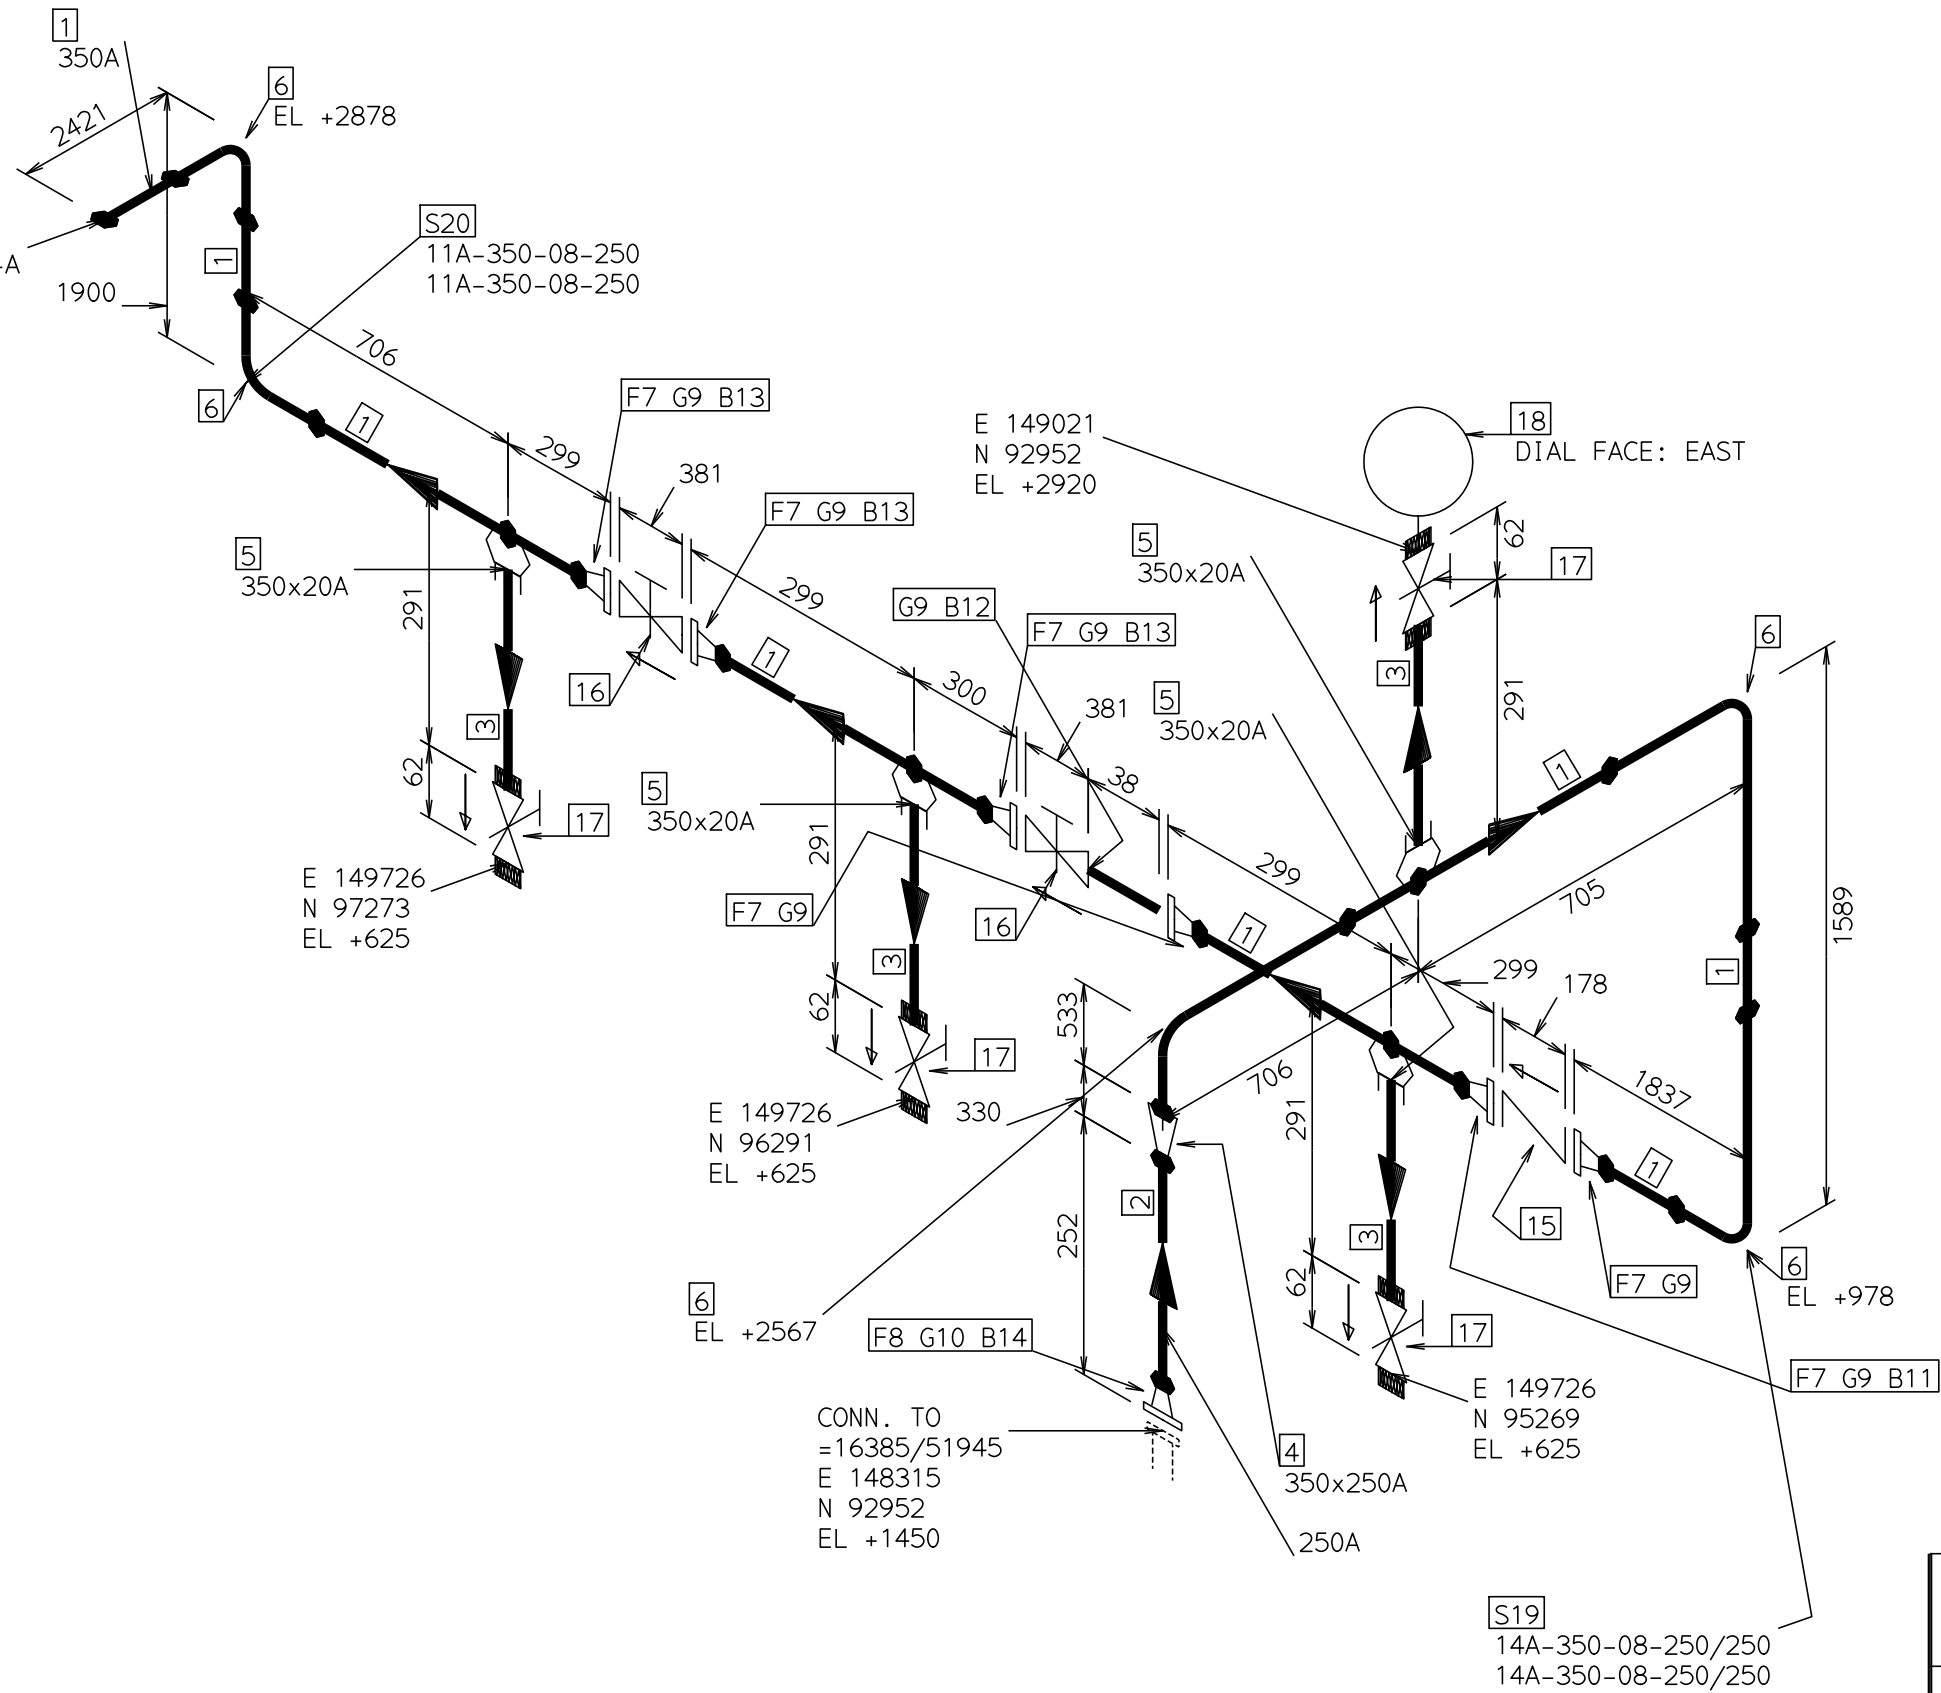 1
350A
6
EL +2878
2421
S20
11A-350-08-250
11A-350-08-250
1
-A
1900
706
6
1
F7 G9 B13
299
381
F7 G9 B13
E 149021
N 92952
EL +2920
18
DIAL FACE: EAST
62
17
5
350x20A
5
350x20A
291
299
G9 B12
F7 G9 B13
6
1
16
300
5
350x20A
3
291
381
3
62
17
38
1
5
350x20A
291
E 149726
N 97273
EL +625
F7 G9
16
299
1
705
1589
3
62
533
299
178
1
17
706
1837
E 149726
N 96291
EL +625
330
291
1
2
252
3
15
62
F7 G9
6
EL +978
6
EL +2567
F8 G10 B14
17
F7 G9 B11
E 149726
N 95269
EL +625
CONN. TO
=16385/51945
E 148315
N 92952
EL +1450
4
350x250A
250A
S19
14A-350-08-250/250
14A-350-08-250/250